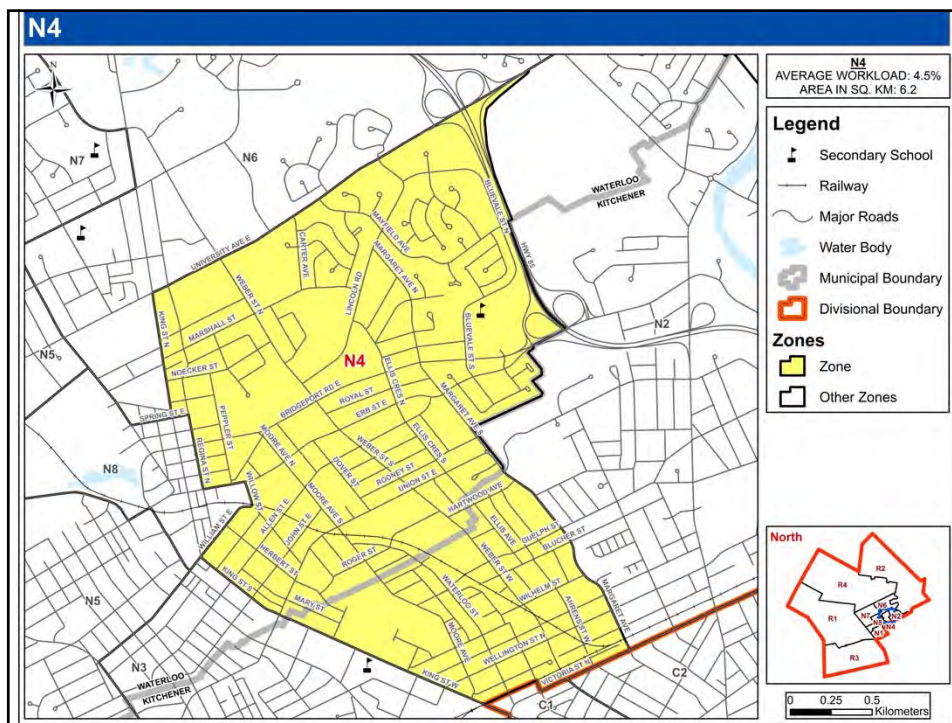 N4
N4
AVERAGE WORKLOAD: 4.5%
AREA IN SQ. KM: 6.2
Legend
Secondary School
Railway
Major Roads
Water Body
Municipal Boundary
Divisional Boundary
Zones
Zone
Other Zones
N
N7
N6
UNIVERSITY AVE E
CARTER AVE
MAYFIELD AVE
MARGARET AVE N
BLUEVALE ST N
WATERLOO
KITCHENER
HWY 85
LINCOLN RD
WEBER ST N
KING ST N
MARSHALL ST
N5
NOECKER ST
N4
BLUEVALE ST S
N2
BRIDGEPORT RD E
ROYAL ST
ERB ST E
ELLIS CRES N
MARGARET AVE S
SPRING ST E
PEPPLER ST
REGINA ST N
MOORE AVE N
WEBER ST S
ELLIS CRES S
DOVER ST
RODNEY ST
UNION ST E
N8
WILLOW ST
ALLEN ST E
MOORE AVE S
HARTWOOD AVE
JOHN ST E
WILLIAM ST E
ELLIS AVE
GUELPH ST
BLUCHER ST
HERBERT ST
ROGER ST
WEBER ST W
KING ST S
MARY ST
WATERLOO ST
WILHELM ST
AHRENS ST W
MARGARET AVE
N5
MOORE AVE
WELLINGTON ST N
VICTORIA ST N
N3
WATERLOO
KITCHENER
KING ST W
C1
C2
North
R2
R4
R1
N6
N7
N2
N5
N4
N1
R3
0 0.25 0.5
Kilometers